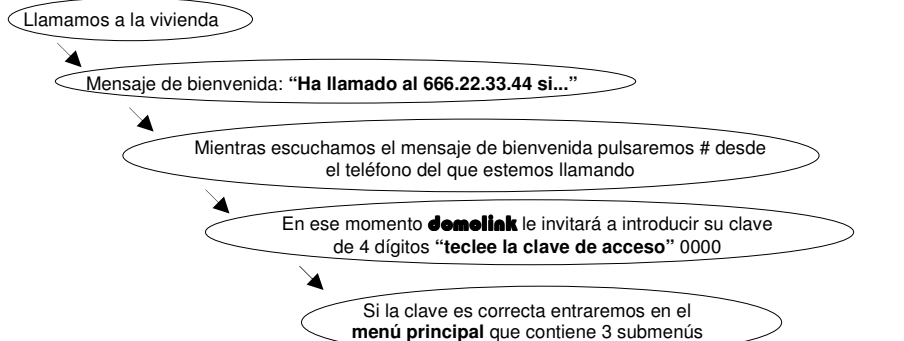 Llamamos a la vivienda
Mensaje de bienvenida: “Ha llamado al 666.22.33.44 si...”
Mientras escuchamos el mensaje de bienvenida pulsaremos # desde
el teléfono del que estemos llamando
En ese momento domolink le invitará a introducir su clave
de 4 dígitos “teclee la clave de acceso” 0000
Si la clave es correcta entraremos en el
menú principal que contiene 3 submenús